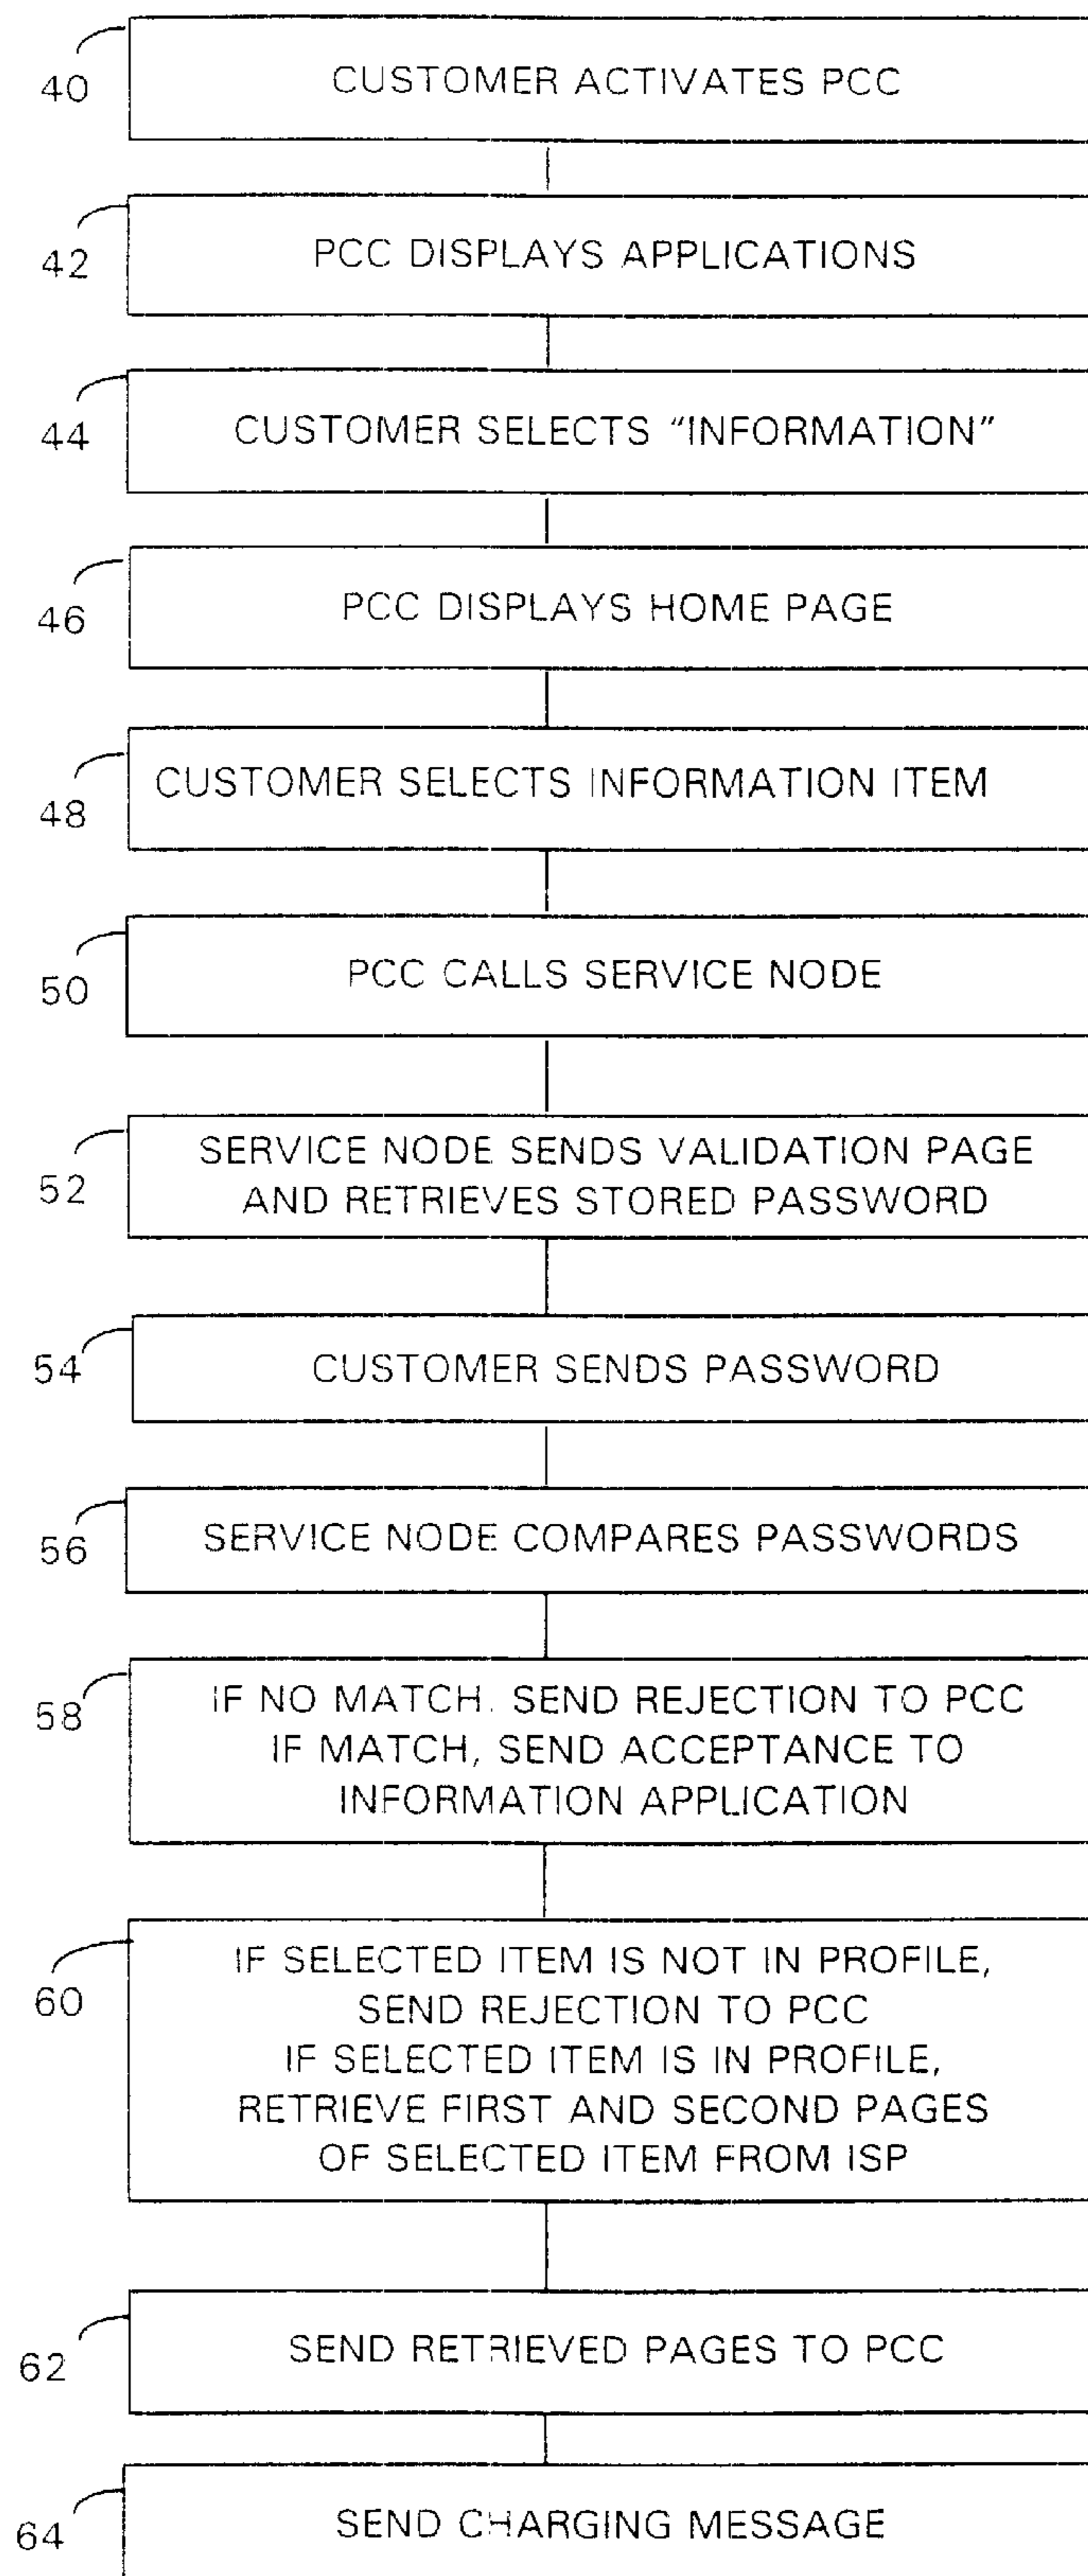 40
CUSTOMER ACTIVATES PCC
42
PCC DISPLAYS APPLICATIONS
44
CUSTOMER SELECTS "INFORMATION"
46
PCC DISPLAYS HOME PAGE
48
CUSTOMER SELECTS INFORMATION ITEM
50
PCC CALLS SERVICE NODE
52
SERVICE NODE SENDS VALIDATION PAGE
AND RETRIEVES STORED PASSWORD
54
CUSTOMER SENDS PASSWORD
56
SERVICE NODE COMPARES PASSWORDS
58
IF NO MATCH. SEND REJECTION TO PCC
IF MATCH, SEND ACCEPTANCE TO
INFORMATION APPLICATION
60
IF SELECTED ITEM IS NOT IN PROFILE,
SEND REJECTION TO PCC
IF SELECTED ITEM IS IN PROFILE,
RETRIEVE FIRST AND SECOND PAGES
OF SELECTED ITEM FROM ISP
62
SEND RETRIEVED PAGES TO PCC
64
SEND CHARGING MESSAGE